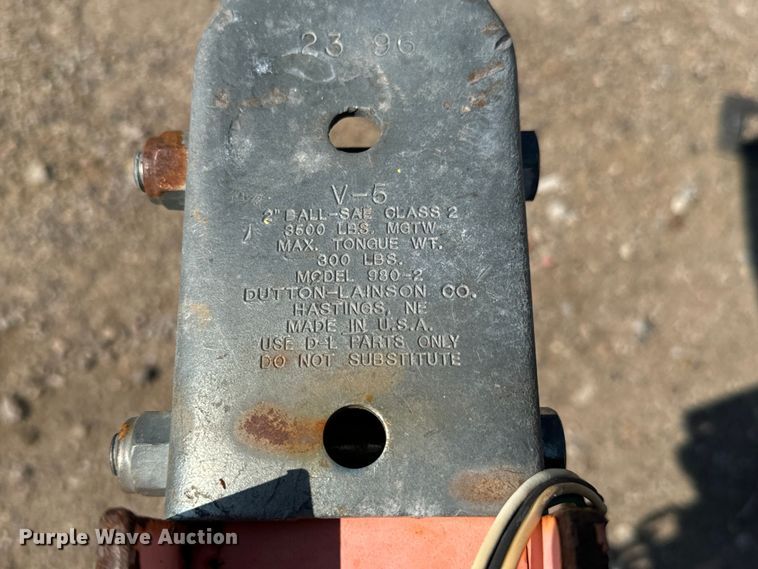 23 96
V-5
2" BALL-SAE CLASS 2
3500 LBS. MGTW
MAX. TONGUE WT.
300 LBS.
MODEL 980-2
DUTTON-LAINSON CO.
HASTINGS, NE
MADE IN U.S.A.
USE D-L PARTS ONLY
DO NOT SUBSTITUTE
Purple Wave Auction